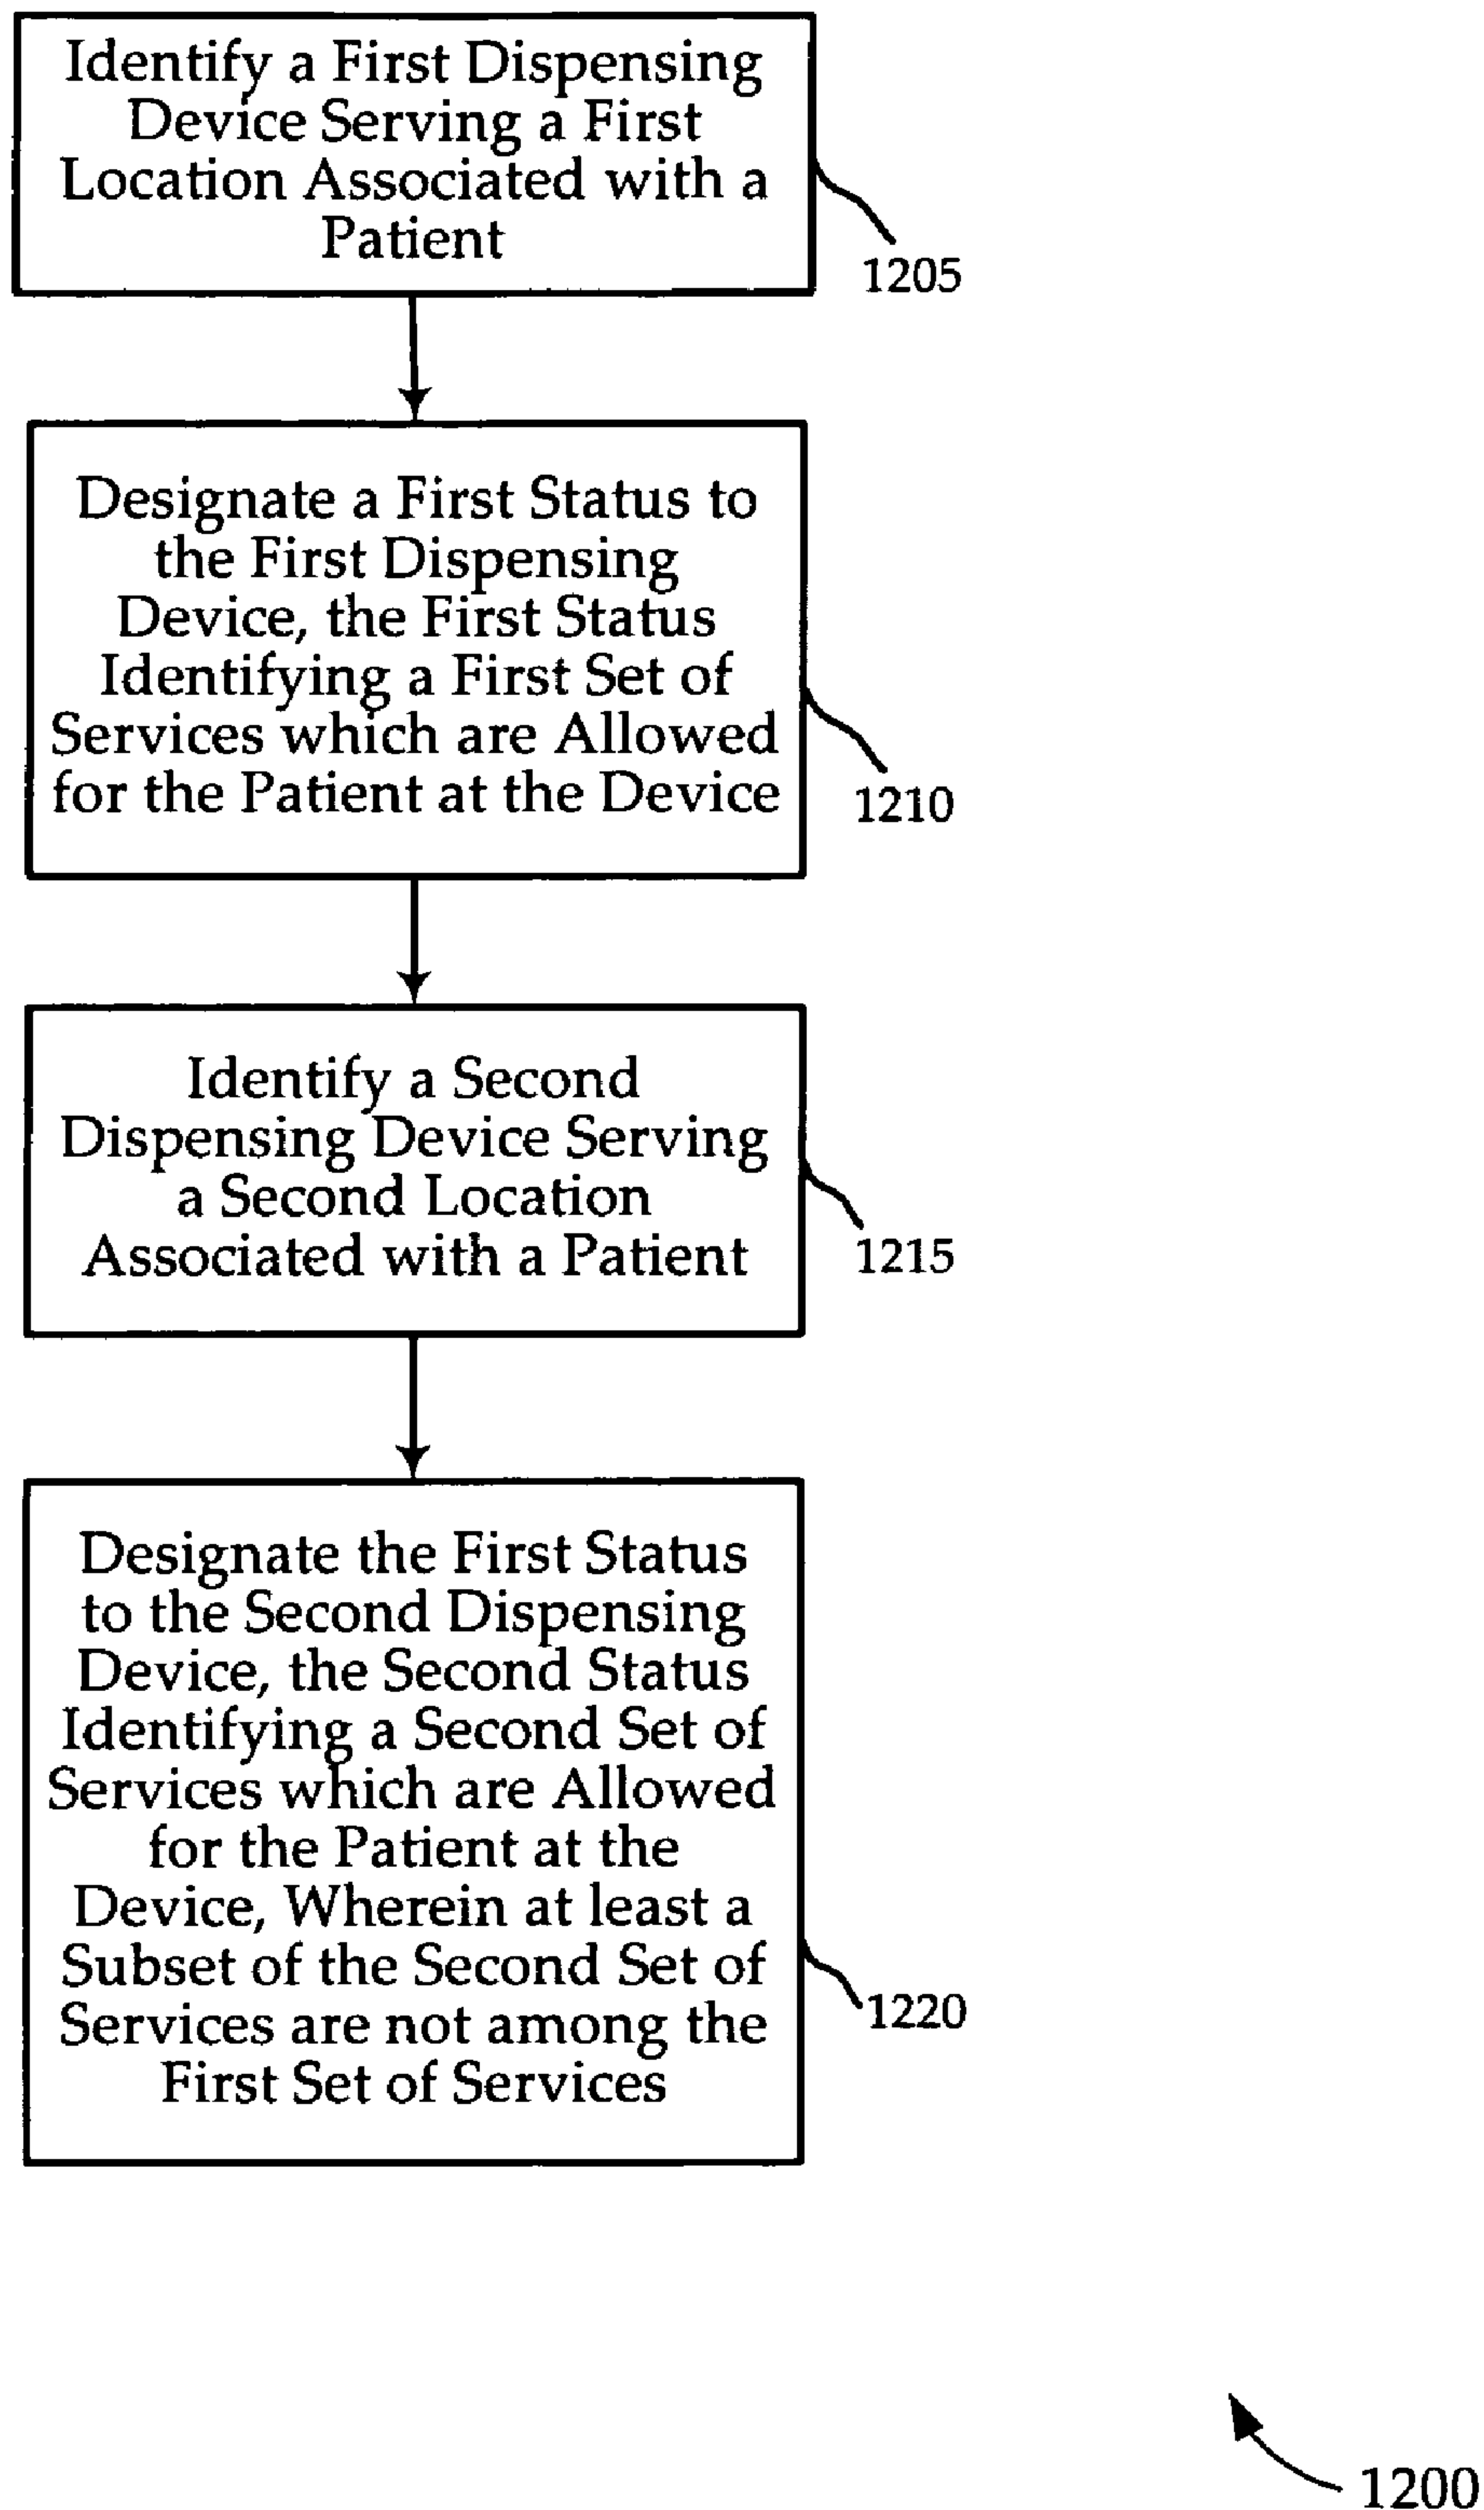 Identify a First Dispensing
Device Serving a First
Location Associated with a
Patient
1205
Designate a First Status to
the First Dispensing
Device, the First Status
Identifying a First Set of
Services which are Allowed
for the Patient at the Device
1210
Identify a Second
Dispensing Device Serving
a Second Location
Associated with a Patient
1215
Designate the First Status
to the Second Dispensing
Device, the Second Status
Identifying a Second Set of
Services which are Allowed
for the Patient at the
Device, Wherein at least a
Subset of the Second Set of
Services are not among the
First Set of Services
1220
1200